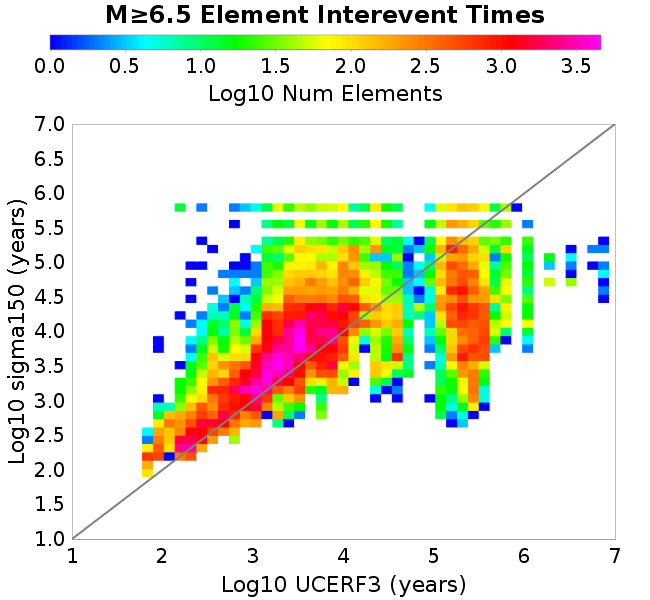 M≥6.5 Element Interevent Times
0.0 0.5 1.0 1.5 2.0 2.5 3.0 3.5
Log10 Num Elements
7.0
6.5
6.0
5.5
5.0
4.5
4.0
3.5
3.0
2.5
2.0
1.5
1.0
Log10 sigma150 (years)
1 2 3 4 5 6 7
Log10 UCERF3 (years)